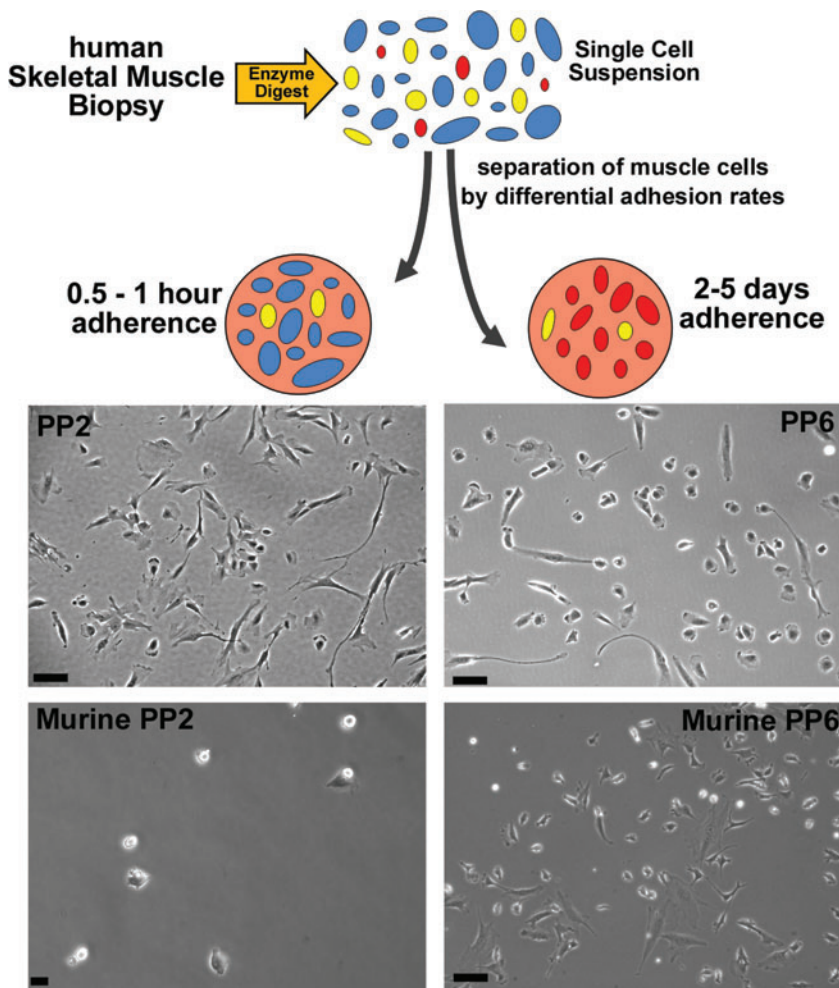 human
Skeletal Muscle
Biopsy
Enzyme
Digest
Single Cell
Suspension
separation of muscle cells
by differential adhesion rates
0.5 - 1 hour
adherence
2-5 days
adherence
PP2
PP6
Murine PP2
Murine PP6